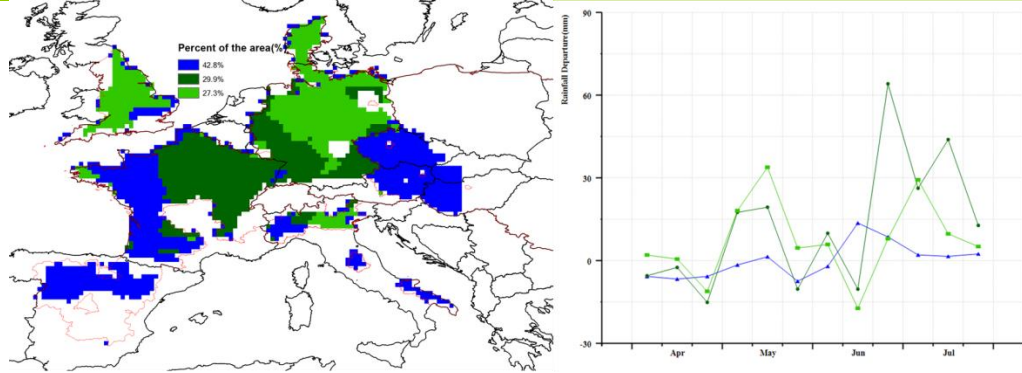 Percent of the area(%
42.8%
29.9%
27.3%
Rainfall Departure(mm)
90
60
30
0
-30
Apr
May
Jun
Jul